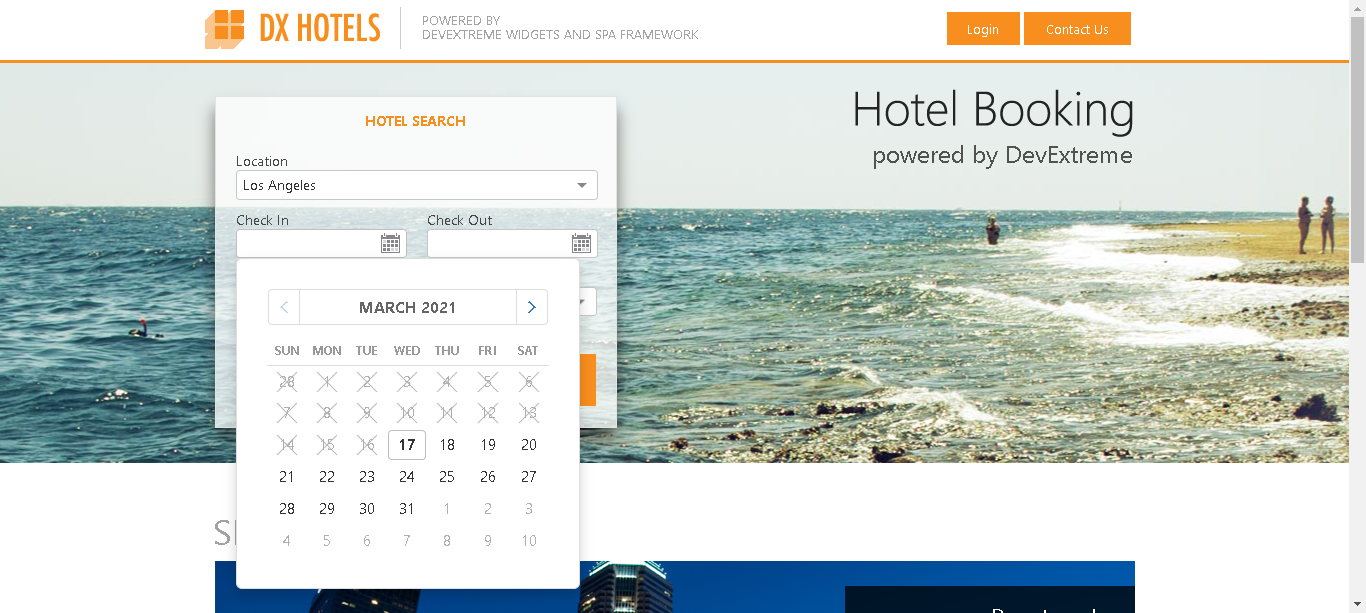 DX HOTELS
POWERED BY
DEVEXTREME WIDGETS AND SPA FRAMEWORK
Login
Contact Us
Hotel Booking
powered by DevExtreme
HOTEL SEARCH
Location
Los Angeles
Check In
Check Out
MARCH 2021
SUN MON TUE WED THU FRI SAT
28 1 2 3 4 5 6
7 8 9 10 11 12 13
14 15 16 17 18 19 20
21 22 23 24 25 26 27
28 29 30 31 1 2 3
4 5 6 7 8 9 10